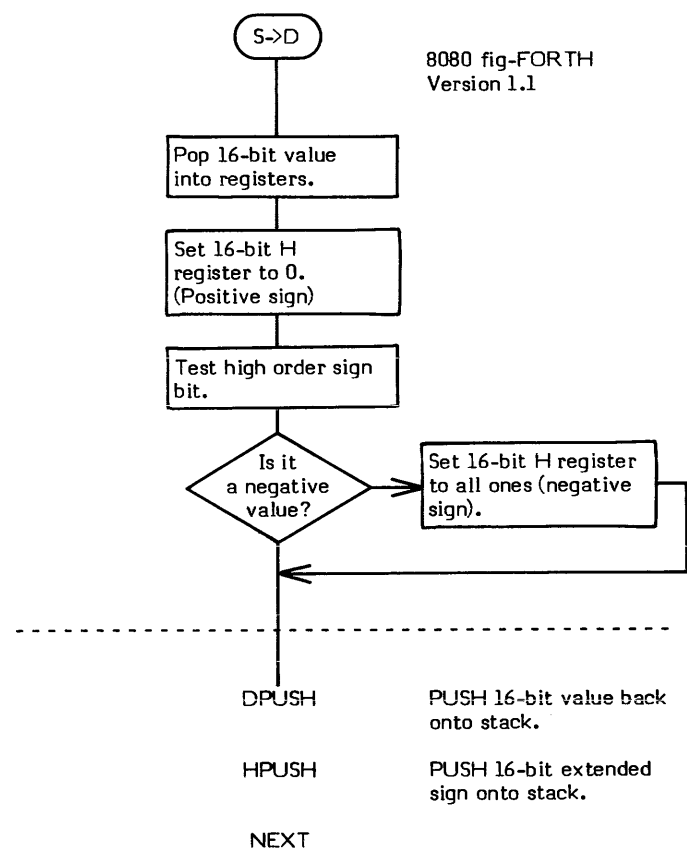 S->D
8080 fig-FORTH
Version 1.1
Pop 16-bit value
into registers.
Set 16-bit H
register to 0.
(Positive sign)
Test high order sign
bit.
Is it
a negative
value?
Set 16-bit H register
to all ones (negative
sign).
DPUSH
PUSH 16-bit value back
onto stack.
HPUSH
PUSH 16-bit extended
sign onto stack.
NEXT